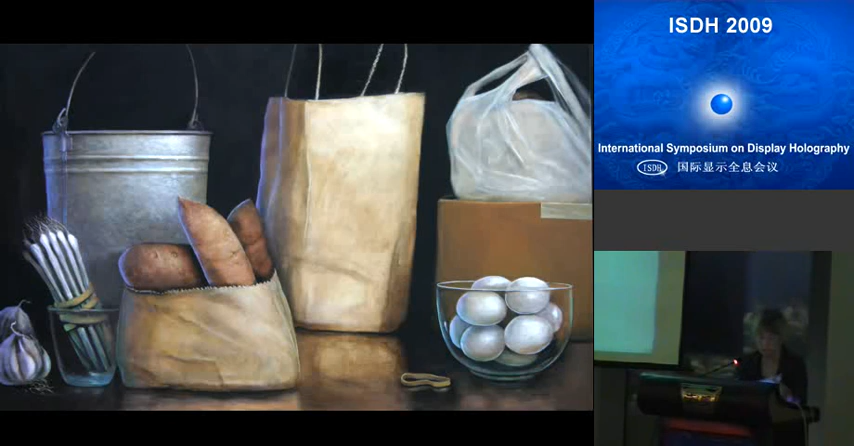 ISDH 2009
International Symposium on Display Holography
ISDH 国际显示全息会议